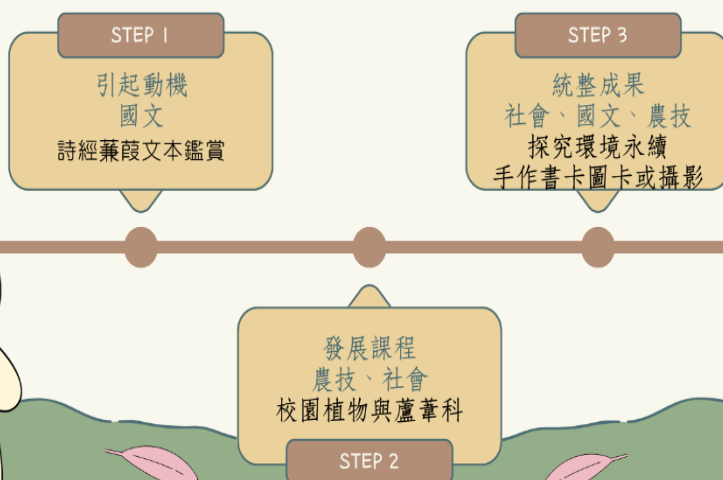 STEP 1
引起動機
國文
詩經蒹葭文本鑑賞
STEP 2
發展課程
農技、社會
校園植物與蘆葦科
STEP 3
統整成果
社會、國文、農技
探究環境永續
手作書卡圖卡或攝影